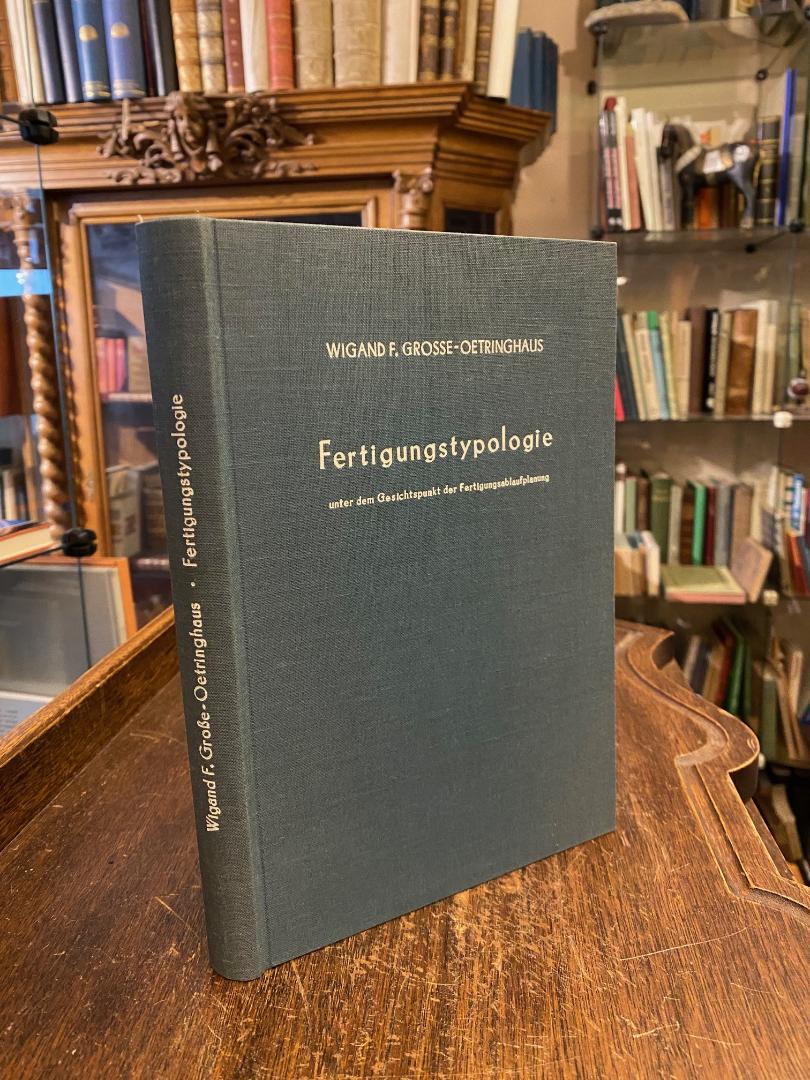 WIGAND F. GROSSE-OETRINGHAUS
Fertigungstypologie
unter dem Gesichtspunkt der Fertigungsablaufplanung
Wigand F. Große-Oetringhaus · Fertigungstypologie